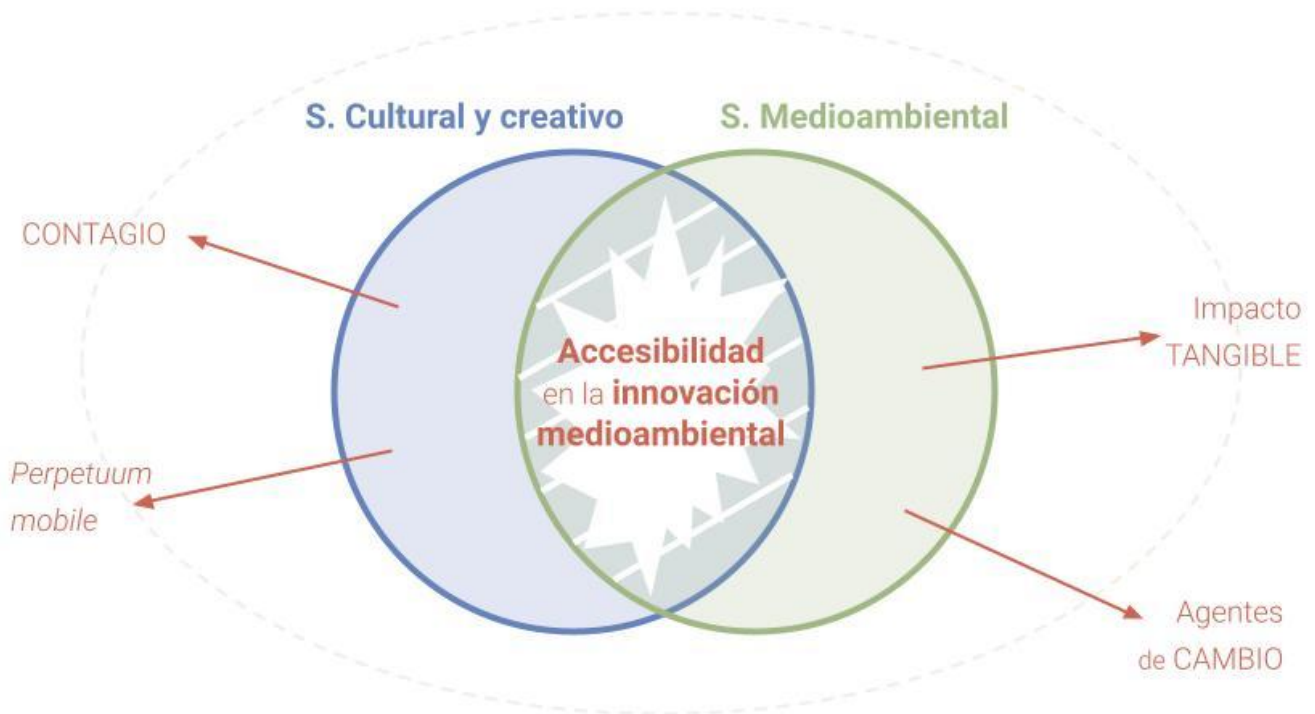 S. Cultural y creativo
S. Medioambiental
CONTAGIO
Impacto
TANGIBLE
Accesibilidad
en la innovación
medioambiental
Perpetuum
mobile
Agentes
de CAMBIO